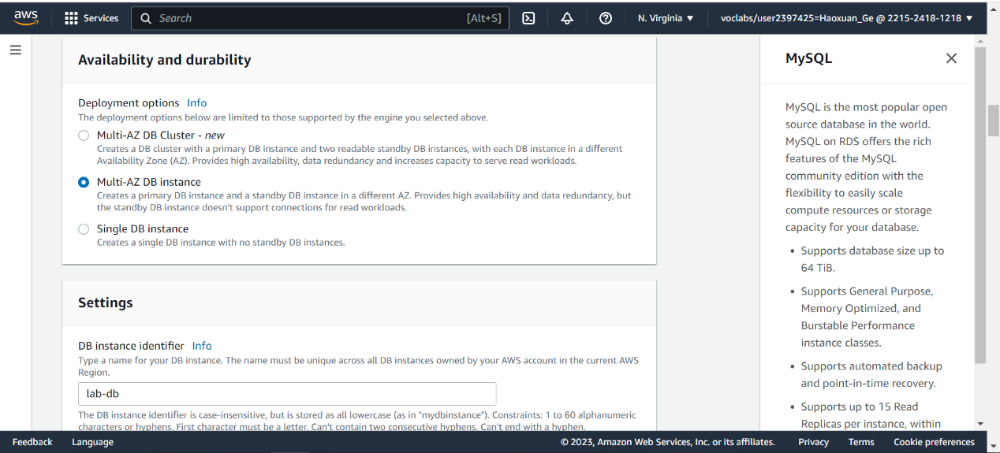 aws
Services
Search
[Alt+S]
N. Virginia ▼
voclabs/user2397425=Haoxuan_Ge @ 2215-2418-1218 ▼
Availability and durability
Deployment options Info
The deployment options below are limited to those supported by the engine you selected above.
Multi-AZ DB Cluster - new
Creates a DB cluster with a primary DB instance and two readable standby DB instances, with each DB instance in a different
Availability Zone (AZ). Provides high availability, data redundancy and increases capacity to serve read workloads.
Multi-AZ DB instance
Creates a primary DB instance and a standby DB instance in a different AZ. Provides high availability and data redundancy, but
the standby DB instance doesn't support connections for read workloads.
Single DB instance
Creates a single DB instance with no standby DB instances.
Settings
DB instance identifier Info
Type a name for your DB instance. The name must be unique across all DB instances owned by your AWS account in the current AWS
Region.
lab-db
The DB instance identifier is case-insensitive, but is stored as all lowercase (as in "mydbinstance"). Constraints: 1 to 60 alphanumeric
characters or hyphens. First character must be a letter. Can't contain two consecutive hyphens. Can't end with a hyphen.
MySQL
MySQL is the most popular open
source database in the world.
MySQL on RDS offers the rich
features of the MySQL
community edition with the
flexibility to easily scale
compute resources or storage
capacity for your database.
• Supports database size up to
64 TiB.
• Supports General Purpose,
Memory Optimized, and
Burstable Performance
instance classes.
• Supports automated backup
and point-in-time recovery.
• Supports up to 15 Read
Replicas per instance, within
Feedback
Language
© 2023, Amazon Web Services, Inc. or its affiliates.
Privacy
Terms
Cookie preferences